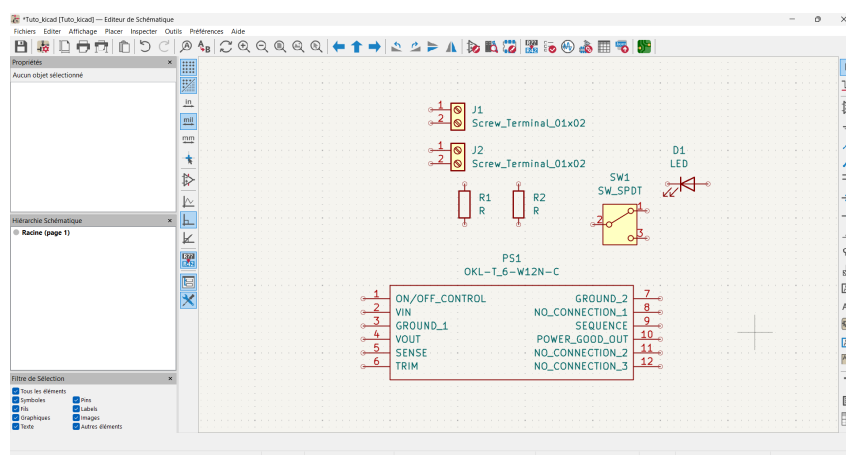 *Tuto_kicad [Tuto_kicad] — Editeur de Schématique
Fichiers Editer Affichage Placer Inspecter Outils Préférences Aide
Propriétés
Aucun objet sélectionné
in
mil
mm
Hiérarchie Schématique
Racine (page 1)
Filtre de Sélection
Tous les éléments
Symboles Pins
Fils Labels
Graphiques Images
Texte Autres éléments
1 J1
2 Screw_Terminal_01x02
1 J2
2 Screw_Terminal_01x02
D1
LED
SW1
SW_SPDT
R1
R
R2
R
1
2
3
PS1
OKL-T_6-W12N-C
1 ON/OFF_CONTROL GROUND_2 7
2 VIN NO_CONNECTION_1 8
3 GROUND_1 SEQUENCE 9
4 VOUT POWER_GOOD_OUT 10
5 SENSE NO_CONNECTION_2 11
6 TRIM NO_CONNECTION_3 12